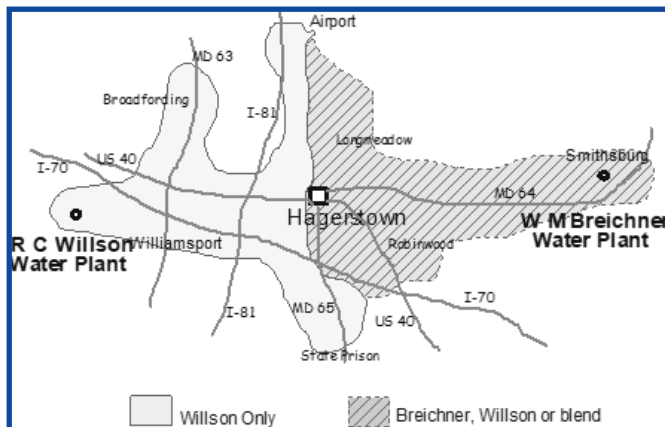 Airport
MD 63
Broadfording
I-81
Longmeadow
US 40
I-70
Smithsburg
MD 64
Hagerstown
W M Breichner
Water Plant
R C Willson
Water Plant
Williamsport
Robinwood
I-70
MD 65
I-81
US 40
State Prison
Willson Only
Breichner, Willson or blend